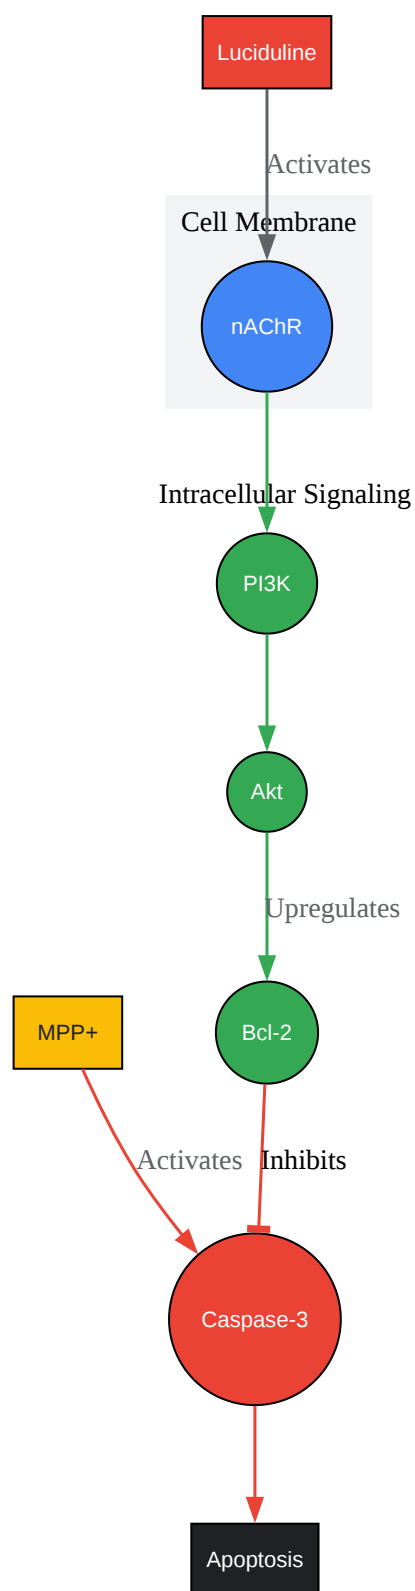 Luciduline
Activates
Cell Membrane
nAChR
Intracellular Signaling
PI3K
Akt
Upregulates
MPP+
Bcl-2
Activates
Inhibits
Caspase-3
Apoptosis